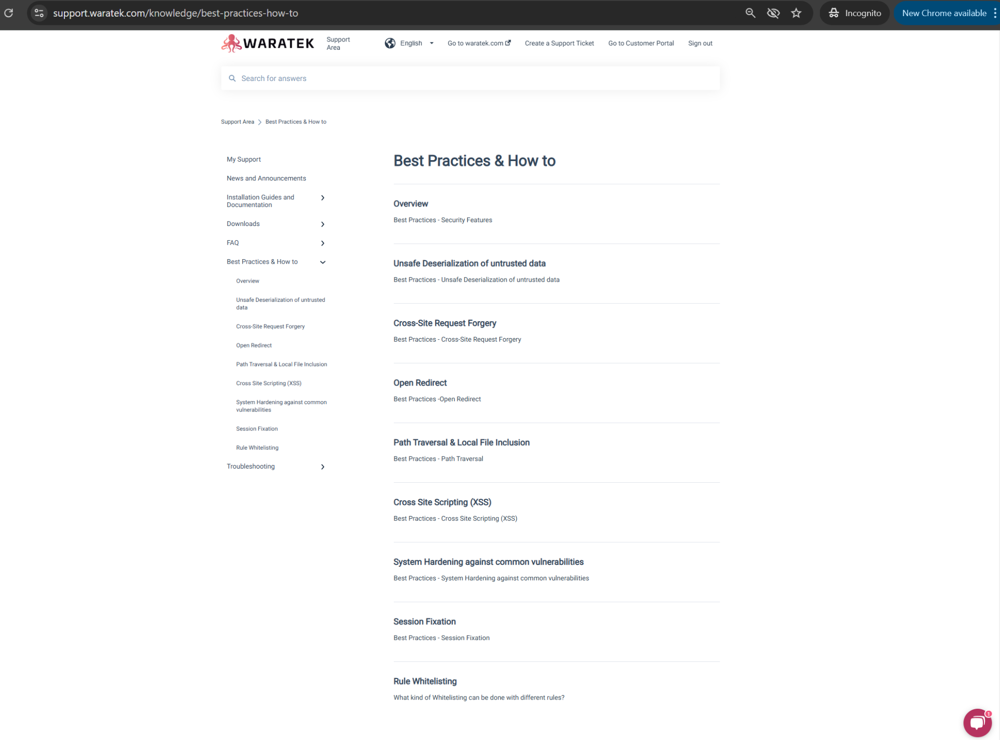 support.waratek.com/knowledge/best-practices-how-to
Incognito
New Chrome available
WARATEK
Support
Area
English
Go to waratek.com
Create a Support Ticket
Go to Customer Portal
Sign out
Search for answers
Support Area
Best Practices & How to
My Support
News and Announcements
Installation Guides and
Documentation
Downloads
FAQ
Best Practices & How to
Overview
Unsafe Deserialization of untrusted
data
Cross-Site Request Forgery
Open Redirect
Path Traversal & Local File Inclusion
Cross Site Scripting (XSS)
System Hardening against common
vulnerabilities
Session Fixation
Rule Whitelisting
Troubleshooting
Best Practices & How to
Overview
Best Practices - Security Features
Unsafe Deserialization of untrusted data
Best Practices - Unsafe Deserialization of untrusted data
Cross-Site Request Forgery
Best Practices - Cross-Site Request Forgery
Open Redirect
Best Practices -Open Redirect
Path Traversal & Local File Inclusion
Best Practices - Path Traversal
Cross Site Scripting (XSS)
Best Practices - Cross Site Scripting (XSS)
System Hardening against common vulnerabilities
Best Practices - System Hardening against common vulnerabilities
Session Fixation
Best Practices - Session Fixation
Rule Whitelisting
What kind of Whitelisting can be done with different rules?
1